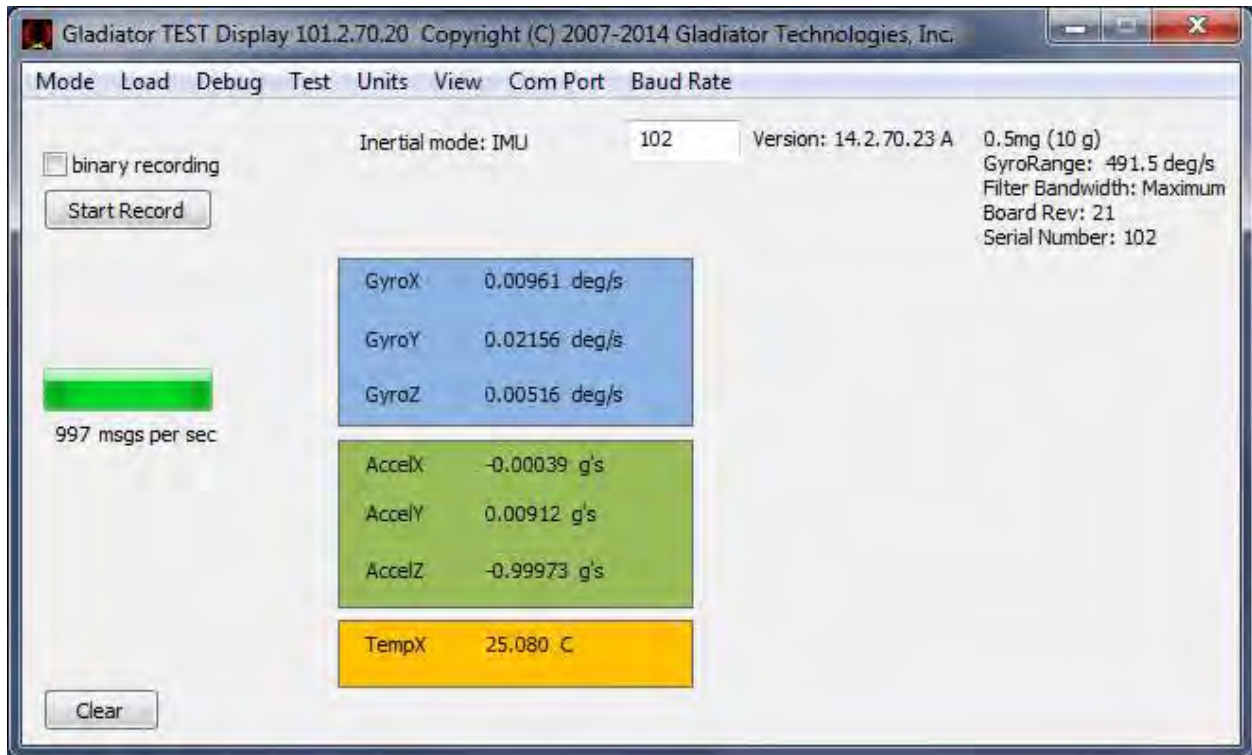 Gladiator TEST Display 101.2.70.20 Copyright (C) 2007-2014 Gladiator Technologies, Inc.
Mode Load Debug Test Units View Com Port Baud Rate
Inertial mode: IMU 102 Version: 14.2.70.23 A
0.5mg (10 g)
GyroRange: 491.5 deg/s
Filter Bandwidth: Maximum
Board Rev: 21
Serial Number: 102
binary recording
Start Record
GyroX 0.00961 deg/s
GyroY 0.02156 deg/s
GyroZ 0.00516 deg/s
997 msgs per sec
AccelX -0.00039 g's
AccelY 0.00912 g's
AccelZ -0.99973 g's
TempX 25.080 C
Clear